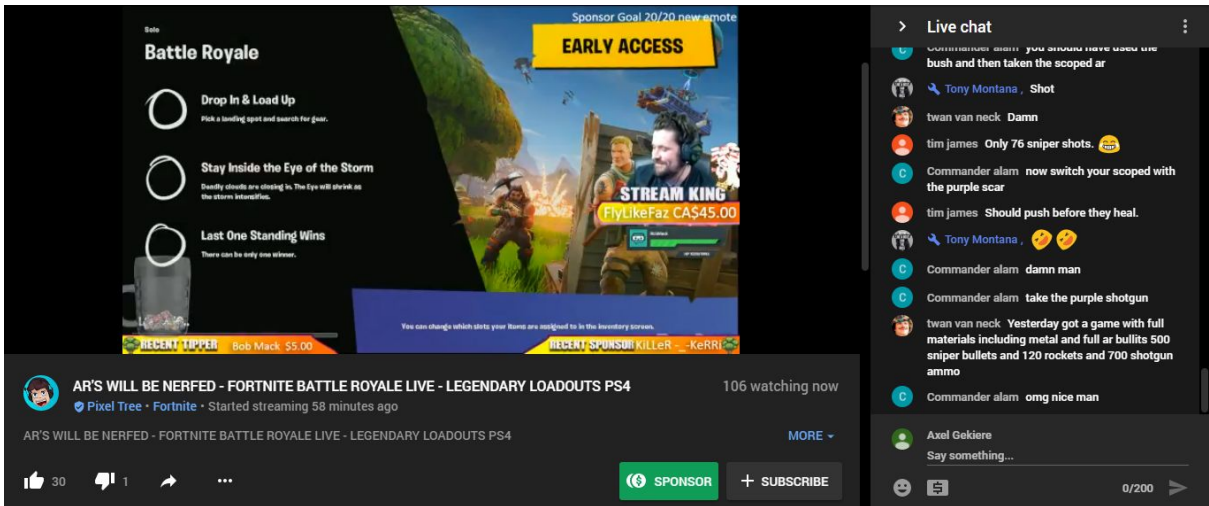 Sponsor Goal 20/20 new emote
Solo
Battle Royale
EARLY ACCESS
Drop In & Load Up
Pick a landing spot and search for gear.
Stay Inside the Eye of the Storm
Deadly clouds are closing in. The Eye will shrink as
the storm intensifies.
Last One Standing Wins
There can be only one winner.
STREAM KING
FlyLikeFaz CA$45.00
You can change which slots your items are assigned to in the inventory screen.
RECENT TIPPER Bob Mack $5.00
RECENT SPONSOR KiLLeR -_-KeRRi
AR'S WILL BE NERFED - FORTNITE BATTLE ROYALE LIVE - LEGENDARY LOADOUTS PS4
106 watching now
Pixel Tree • Fortnite • Started streaming 58 minutes ago
AR'S WILL BE NERFED - FORTNITE BATTLE ROYALE LIVE - LEGENDARY LOADOUTS PS4
MORE
30
1
SPONSOR
+ SUBSCRIBE
Live chat
Commander alam you should have used the
bush and then taken the scoped ar
Tony Montana , Shot
twan van neck Damn
tim james Only 76 sniper shots. 😂
C Commander alam now switch your scoped with
the purple scar
tim james Should push before they heal.
Tony Montana , 🤣🤣
C Commander alam damn man
C Commander alam take the purple shotgun
twan van neck Yesterday got a game with full
materials including metal and full ar bullits 500
sniper bullets and 120 rockets and 700 shotgun
ammo
C Commander alam omg nice man
Axel Gekiere
Say something...
0/200